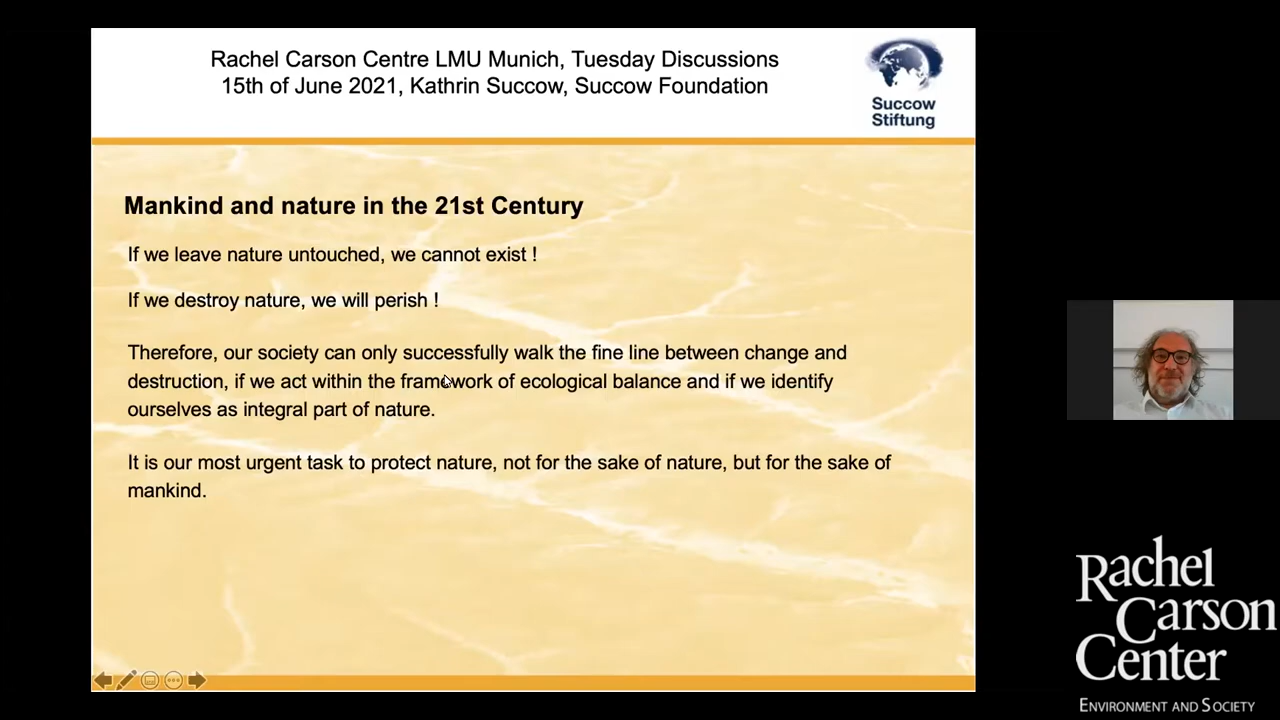 Rachel Carson Centre LMU Munich, Tuesday Discussions
15th of June 2021, Kathrin Succow, Succow Foundation
Succow
Stiftung
Mankind and nature in the 21st Century
If we leave nature untouched, we cannot exist !
If we destroy nature, we will perish !
Therefore, our society can only successfully walk the fine line between change and
destruction, if we act within the framework of ecological balance and if we identify
ourselves as integral part of nature.
It is our most urgent task to protect nature, not for the sake of nature, but for the sake of
mankind.
Rachel
Carson
Center
ENVIRONMENT AND SOCIETY